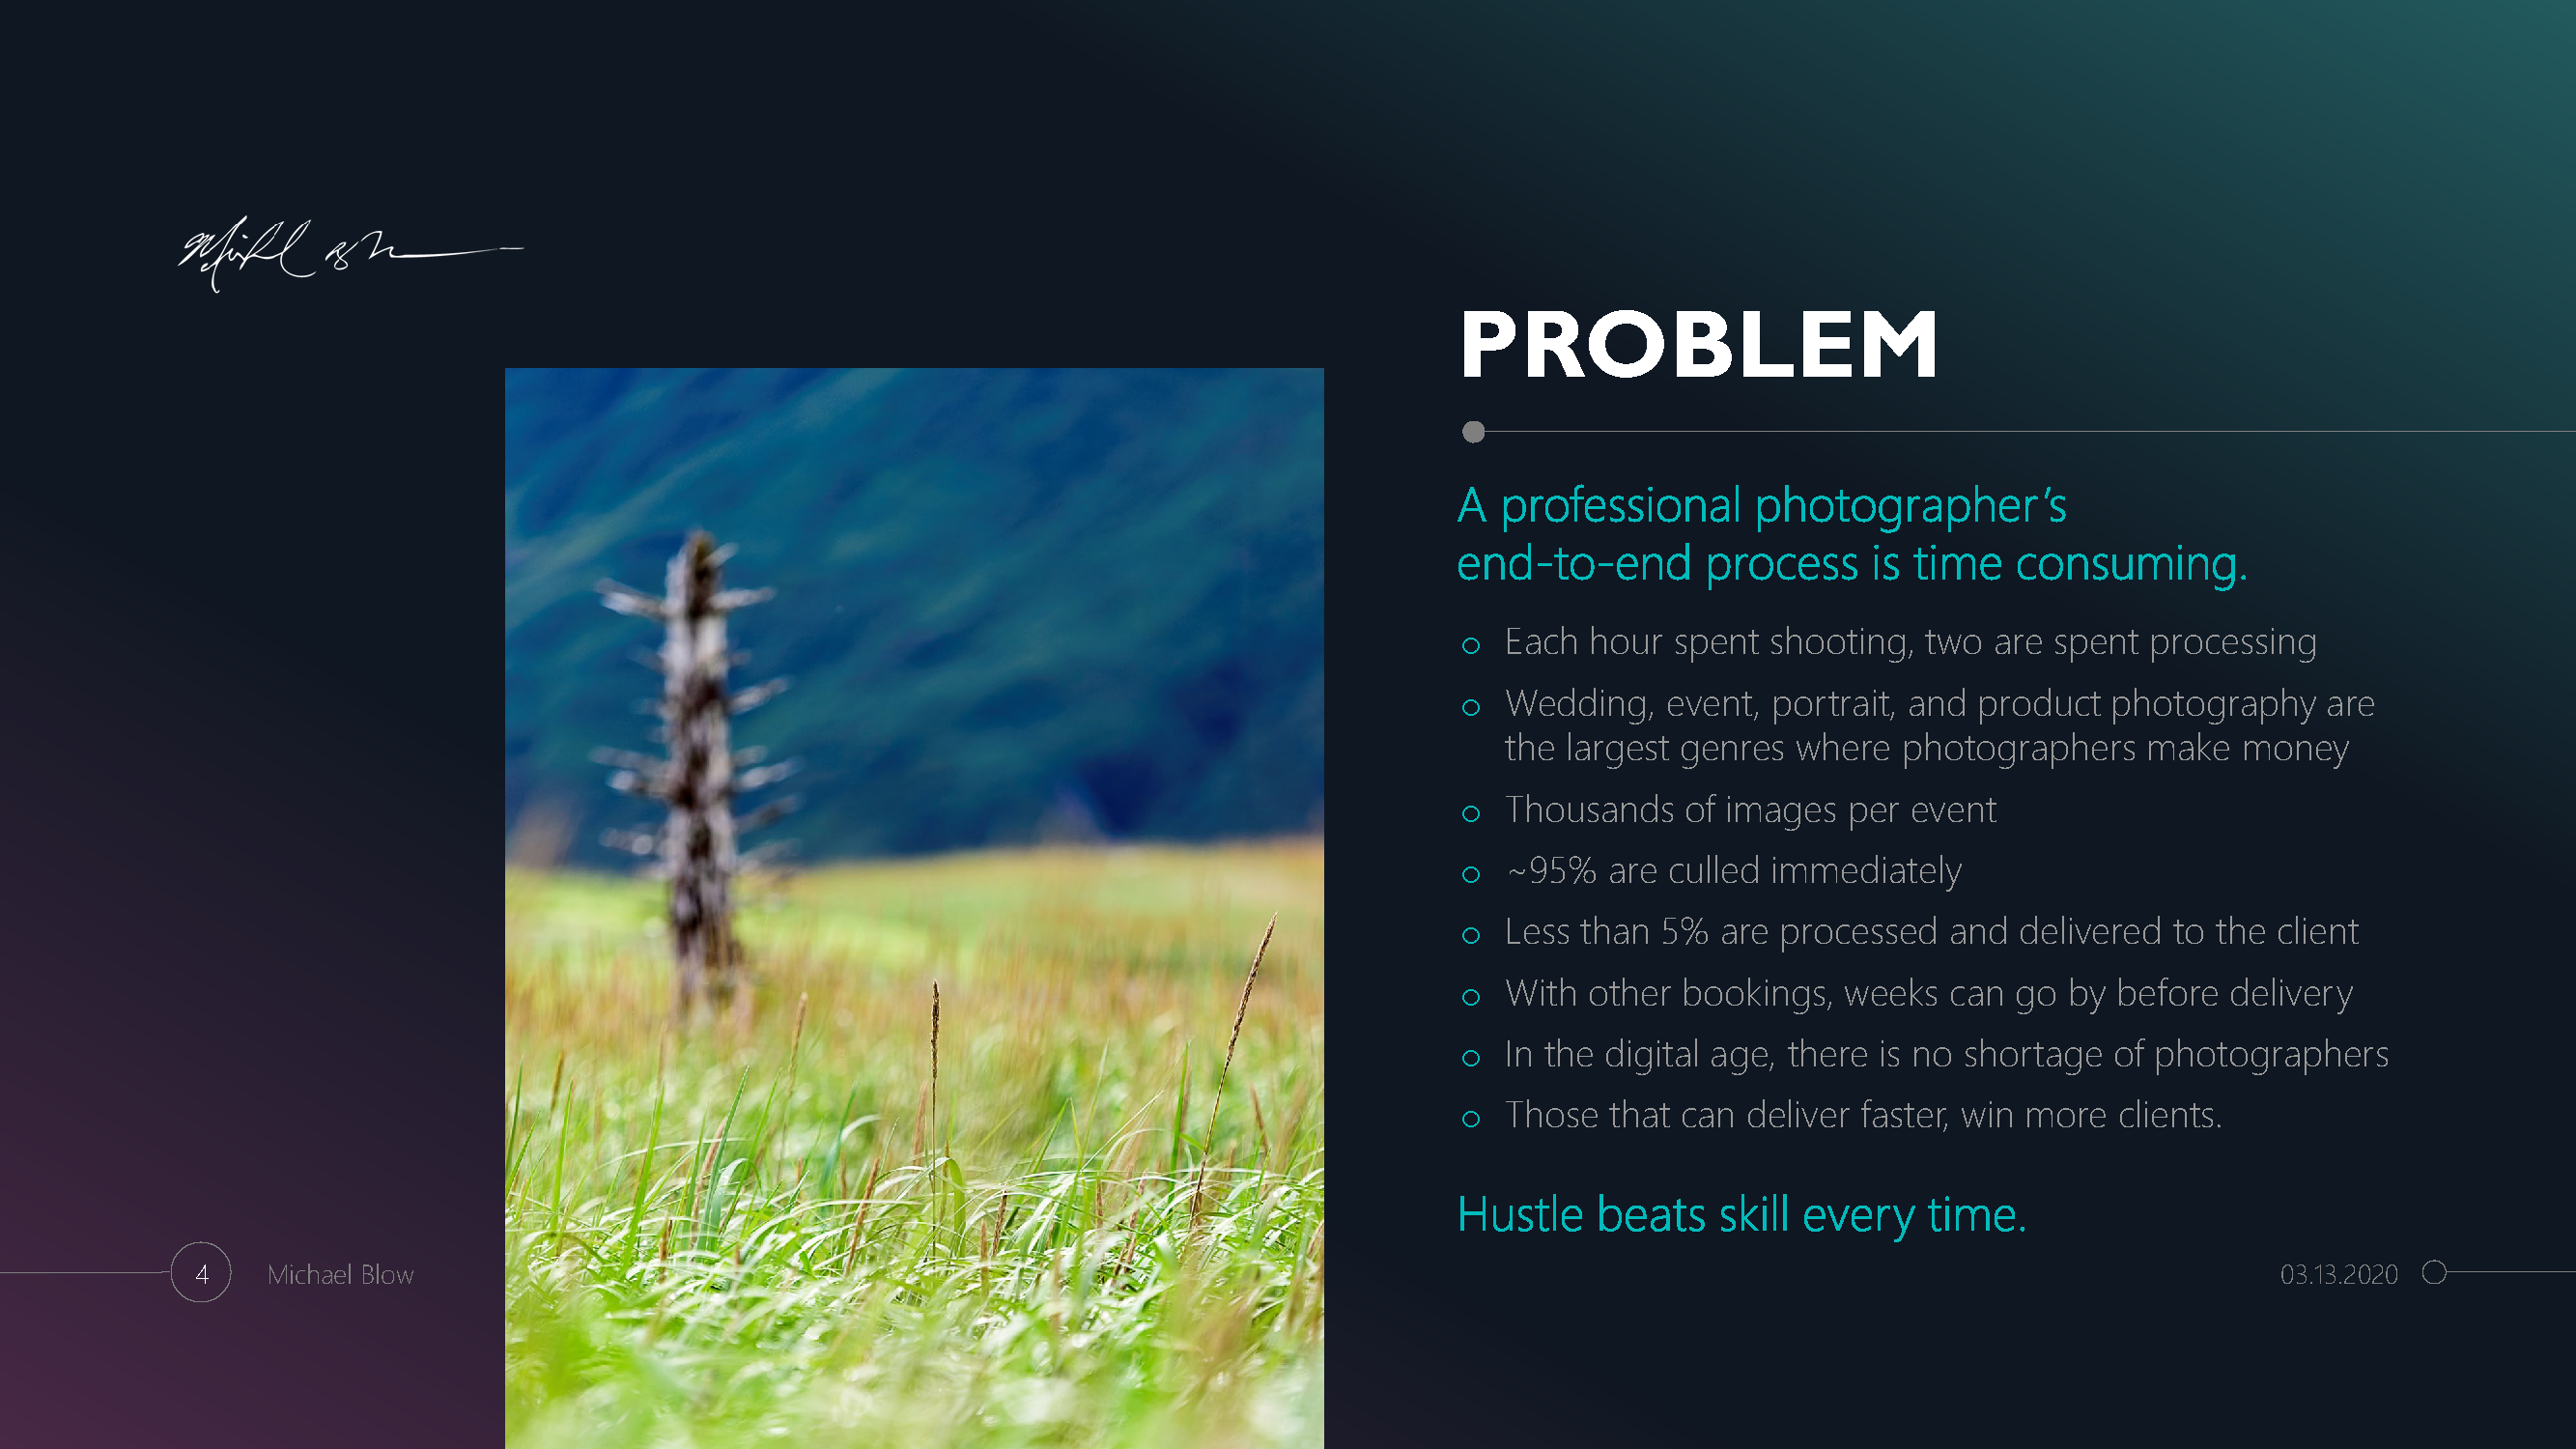 PROBLEM
A professional photographer’s
end-to-end process is time consuming.
Each hour spent shooting, two are spent processing
Wedding, event, portrait, and product photography are
the largest genres where photographers make money
Thousands of images per event
~95% are culled immediately
Less than 5% are processed and delivered to the client
With other bookings, weeks can go by before delivery
In the digital age, there is no shortage of photographers
Those that can deliver faster, win more clients.
Hustle beats skill every time.
4 Michael Blow
03.13.2020